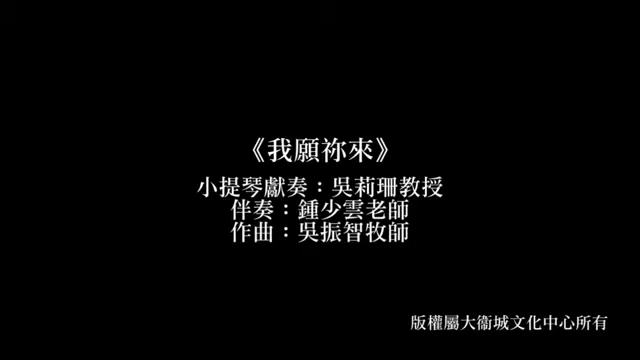 《我願祢來》
小提琴獻奏：吳莉珊教授
伴奏：鍾少雲老師
作曲：吳振智牧師
版權屬大衞城文化中心所有